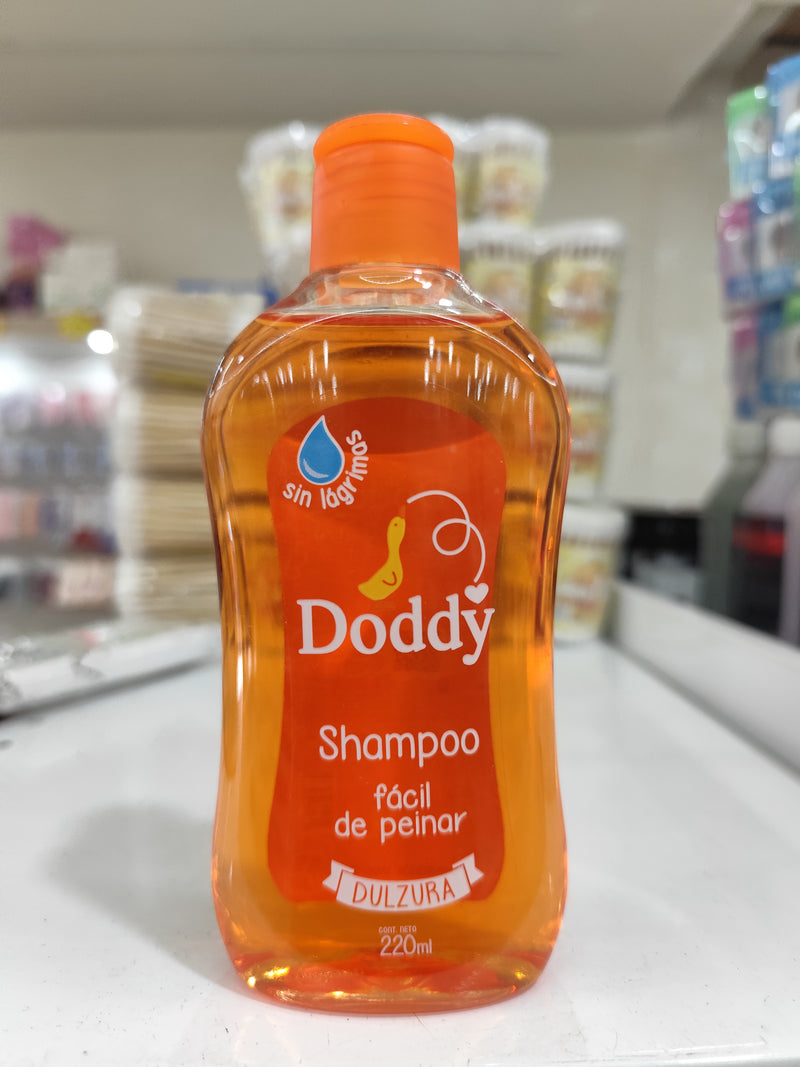 sin lágrimas
Doddy
Shampoo
fácil
de peinar
DULZURA
CONT. NETO
220ml